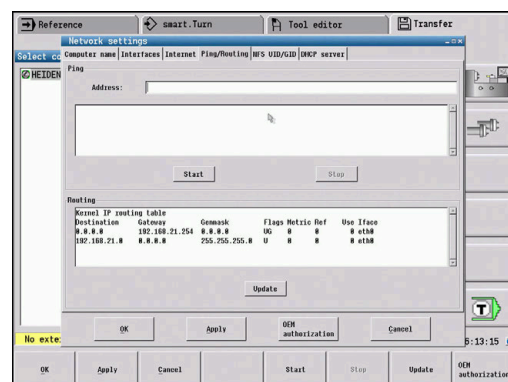 Reference
smart.Turn
Tool editor
Transfer
Network settings
Select co
Computer name Interfaces Internet Ping/Routing NFS UID/GID DHCP server
HEIDEN
Ping
Address:
Start Stop
Routing
Kernel IP routing table
Destination Gateway Genmask Flags Metric Ref Use Iface
0.0.0.0 192.168.21.254 0.0.0.0 UG 0 0 0 eth0
192.168.21.0 0.0.0.0 255.255.255.0 U 0 0 0 eth0
Update
OK Apply OEM authorization Cancel
No exte
6:13:15
T
OK Apply Cancel Start Stop Update OEM authorization